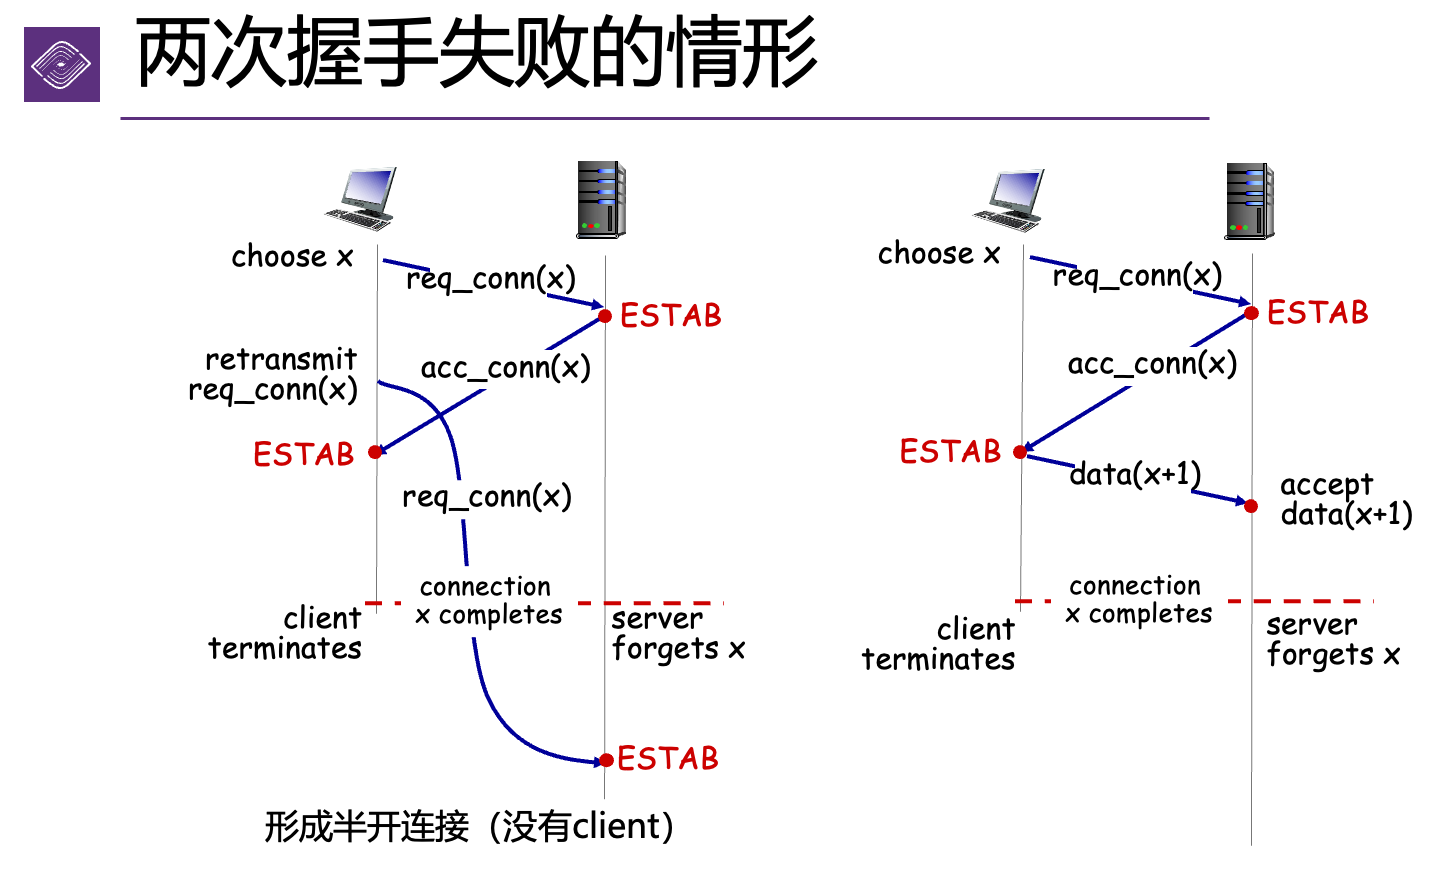 两次握手失败的情形
choose x
req_conn(x)
ESTAB
retransmit
req_conn(x)
acc_conn(x)
ESTAB
req_conn(x)
connection
x completes
client
terminates
server
forgets x
ESTAB
形成半开连接（没有client）
choose x
req_conn(x)
ESTAB
acc_conn(x)
ESTAB
data(x+1)
accept
data(x+1)
connection
x completes
client
terminates
server
forgets x